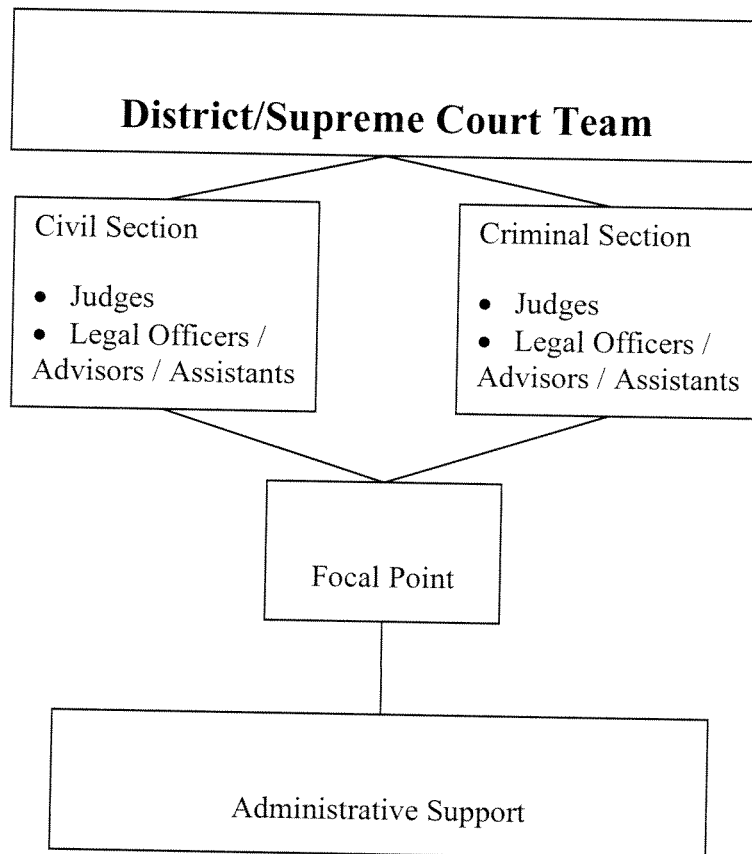 District/Supreme Court Team
Civil Section
• Judges
• Legal Officers /
Advisors / Assistants
Criminal Section
• Judges
• Legal Officers /
Advisors / Assistants
Focal Point
Administrative Support